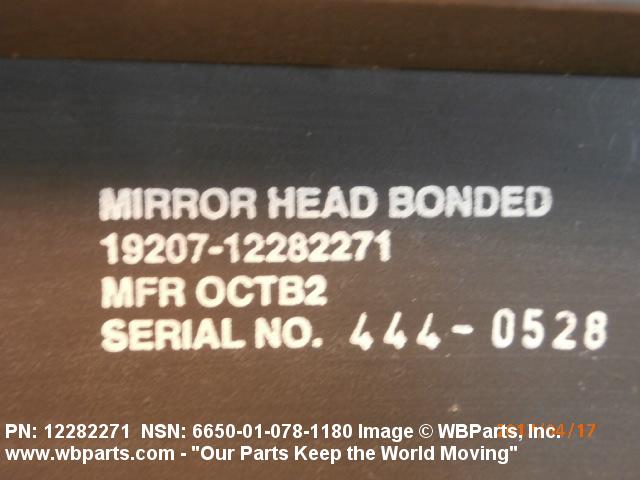 MIRROR HEAD BONDED
19207-12282271
MFR OCTB2
SERIAL NO. 444-0528
PN: 12282271 NSN: 6650-01-078-1180 Image © WBParts, Inc.
www.wbparts.com - "Our Parts Keep the World Moving"